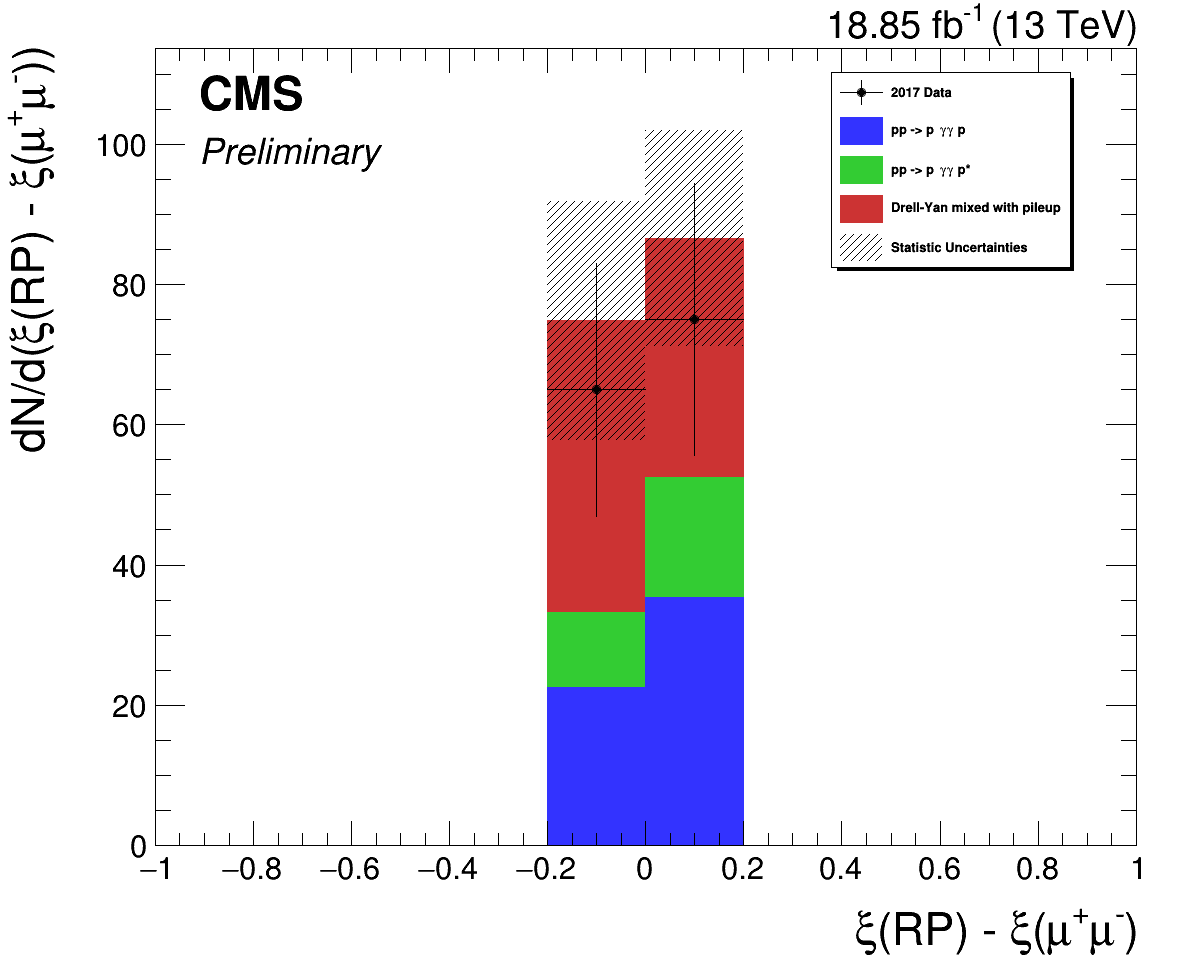 18.85 fb⁻¹ (13 TeV)
dN/d(ξ(RP) - ξ(μ⁺μ⁻))
CMS
Preliminary
2017 Data
pp -> p γγ p
pp -> p γγ p*
Drell-Yan mixed with pileup
Statistic Uncertainties
100
80
60
40
20
0
−1 −0.8 −0.6 −0.4 −0.2 0 0.2 0.4 0.6 0.8 1
ξ(RP) - ξ(μ⁺μ⁻)